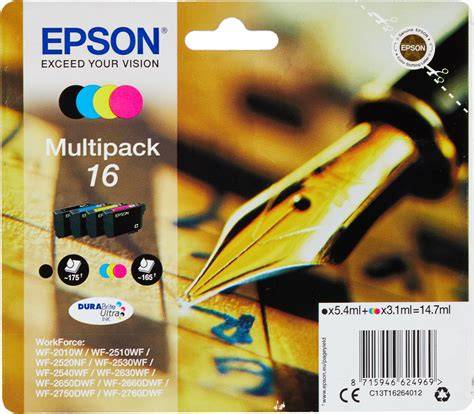 EPSON
EXCEED YOUR VISION
Multipack
16
EPSON
~175
~165
DURABrite
Ultra
INK
WorkForce:
WF-2010W / WF-2510WF /
WF-2520NF / WF-2530WF /
WF-2540WF / WF-2630WF /
WF-2650DWF / WF-2660DWF /
WF-2750DWF / WF-2760DWF
EPSON
x5.4ml+ x3.1ml=14.7ml
www.epson.eu/pageyield
C13T16264012
8 715946 624969 >